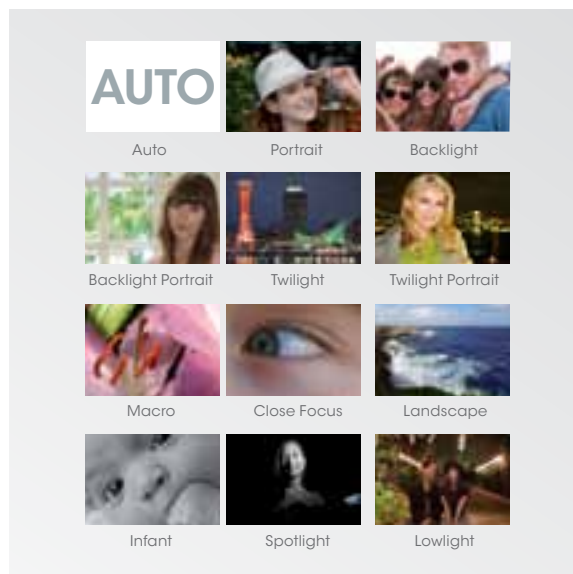 AUTO
Auto Portrait Backlight
Backlight Portrait Twilight Twilight Portrait
Macro Close Focus Landscape
Infant Spotlight Lowlight